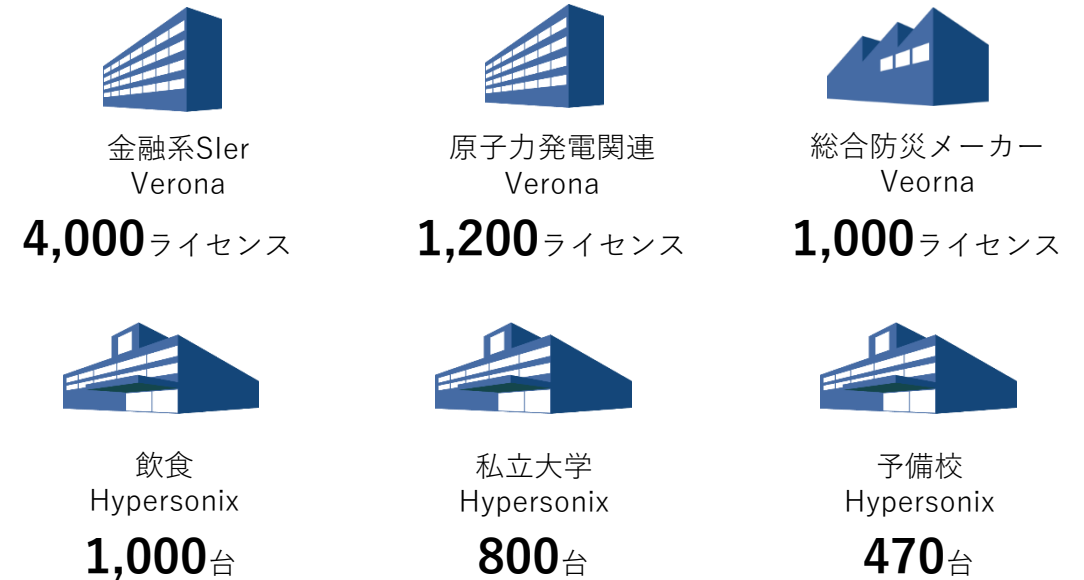 金融系SIer
Verona
4,000ライセンス
原子力発電関連
Verona
1,200ライセンス
総合防災メーカー
Veorna
1,000ライセンス
飲食
Hypersonix
1,000台
私立大学
Hypersonix
800台
予備校
Hypersonix
470台